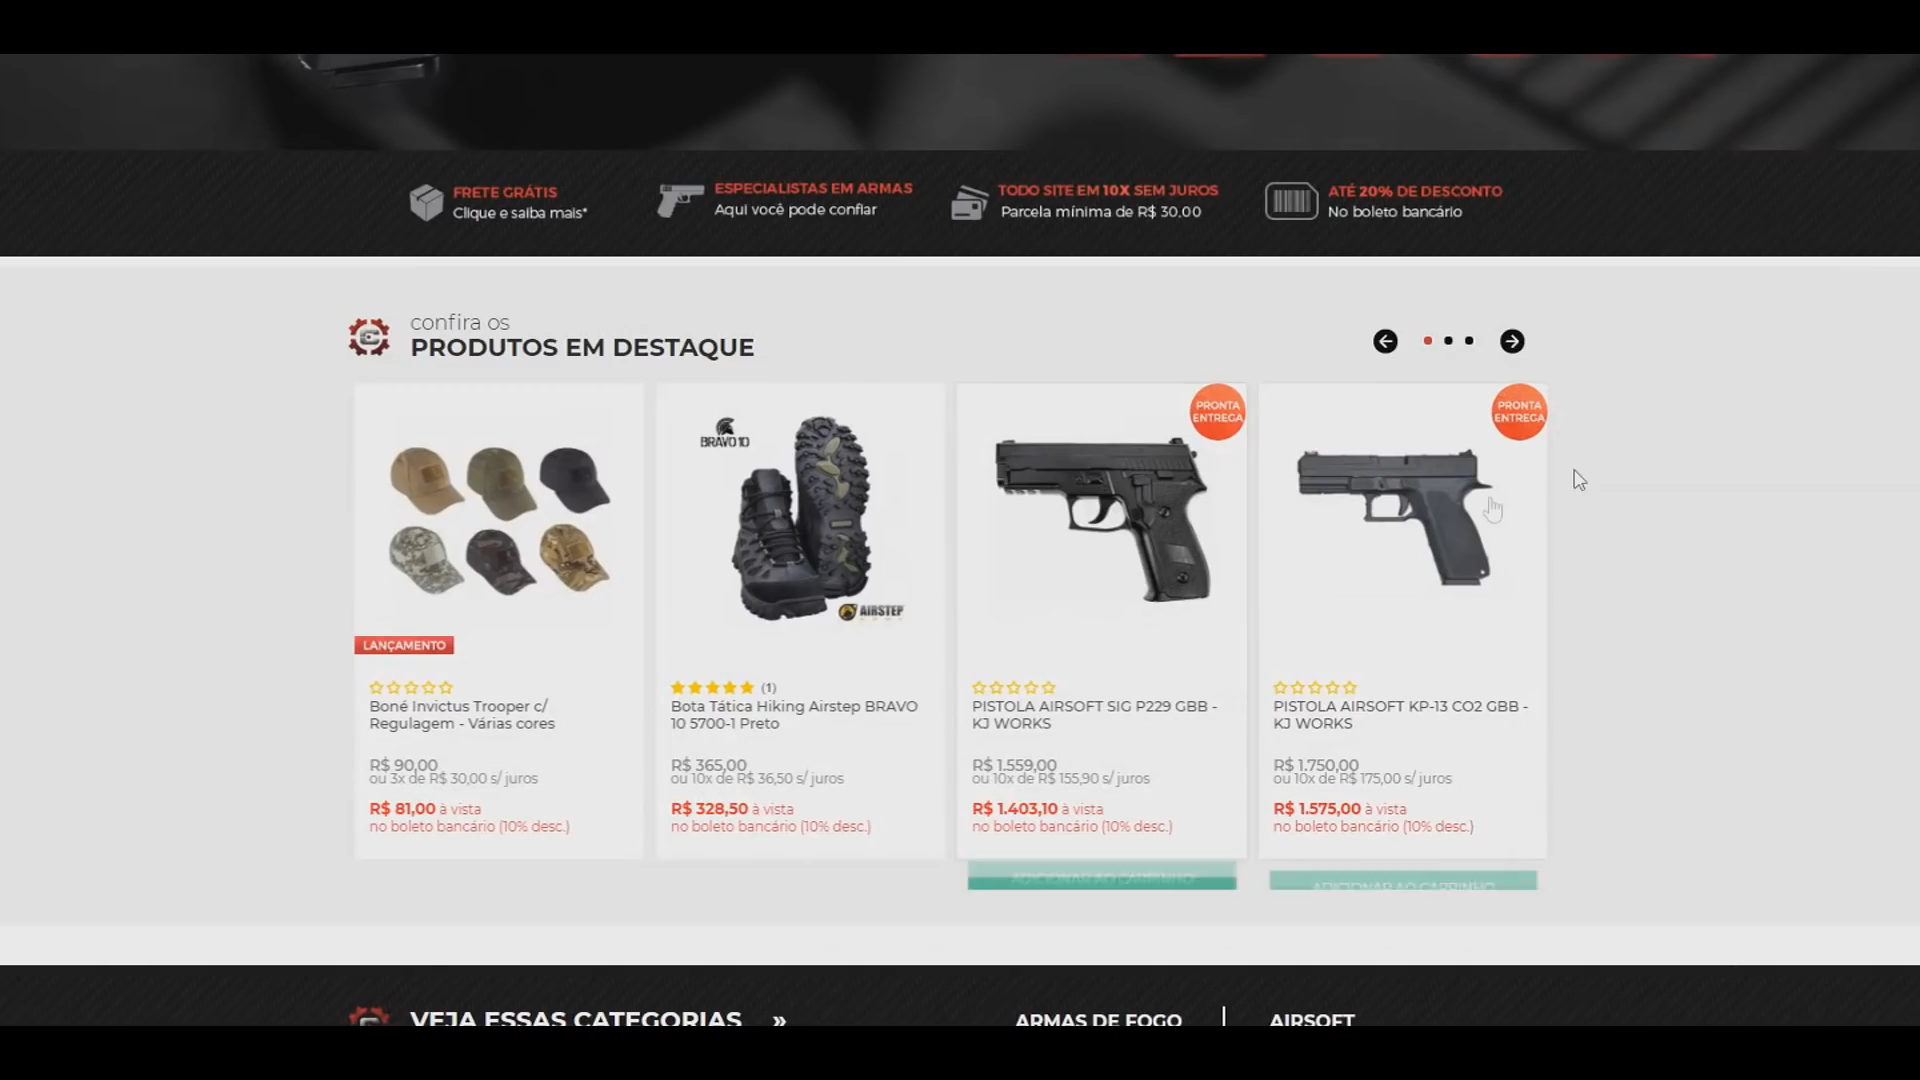 FRETE GRÁTIS
Clique e saiba mais*
ESPECIALISTAS EM ARMAS
Aqui você pode confiar
TODO SITE EM 10X SEM JUROS
Parcela mínima de R$ 30,00
ATÉ 20% DE DESCONTO
No boleto bancário
confira os
PRODUTOS EM DESTAQUE
BRAVO 10
AIRSTEP
PRONTA
ENTREGA
PRONTA
ENTREGA
LANÇAMENTO
Boné Invictus Trooper c/
Regulagem - Várias cores
R$ 90,00
ou 3x de R$ 30,00 s/ juros
R$ 81,00 à vista
no boleto bancário (10% desc.)
(1)
Bota Tática Hiking Airstep BRAVO
10 5700-1 Preto
R$ 365,00
ou 10x de R$ 36,50 s/ juros
R$ 328,50 à vista
no boleto bancário (10% desc.)
PISTOLA AIRSOFT SIG P229 GBB -
KJ WORKS
R$ 1.559,00
ou 10x de R$ 155,90 s/ juros
R$ 1.403,10 à vista
no boleto bancário (10% desc.)
ADICIONAR AO CARRINHO
PISTOLA AIRSOFT KP-13 CO2 GBB -
KJ WORKS
R$ 1.750,00
ou 10x de R$ 175,00 s/ juros
R$ 1.575,00 à vista
no boleto bancário (10% desc.)
ADICIONAR AO CARRINHO
VEJA ESSAS CATEGORIAS »
ARMAS DE FOGO
AIRSOFT